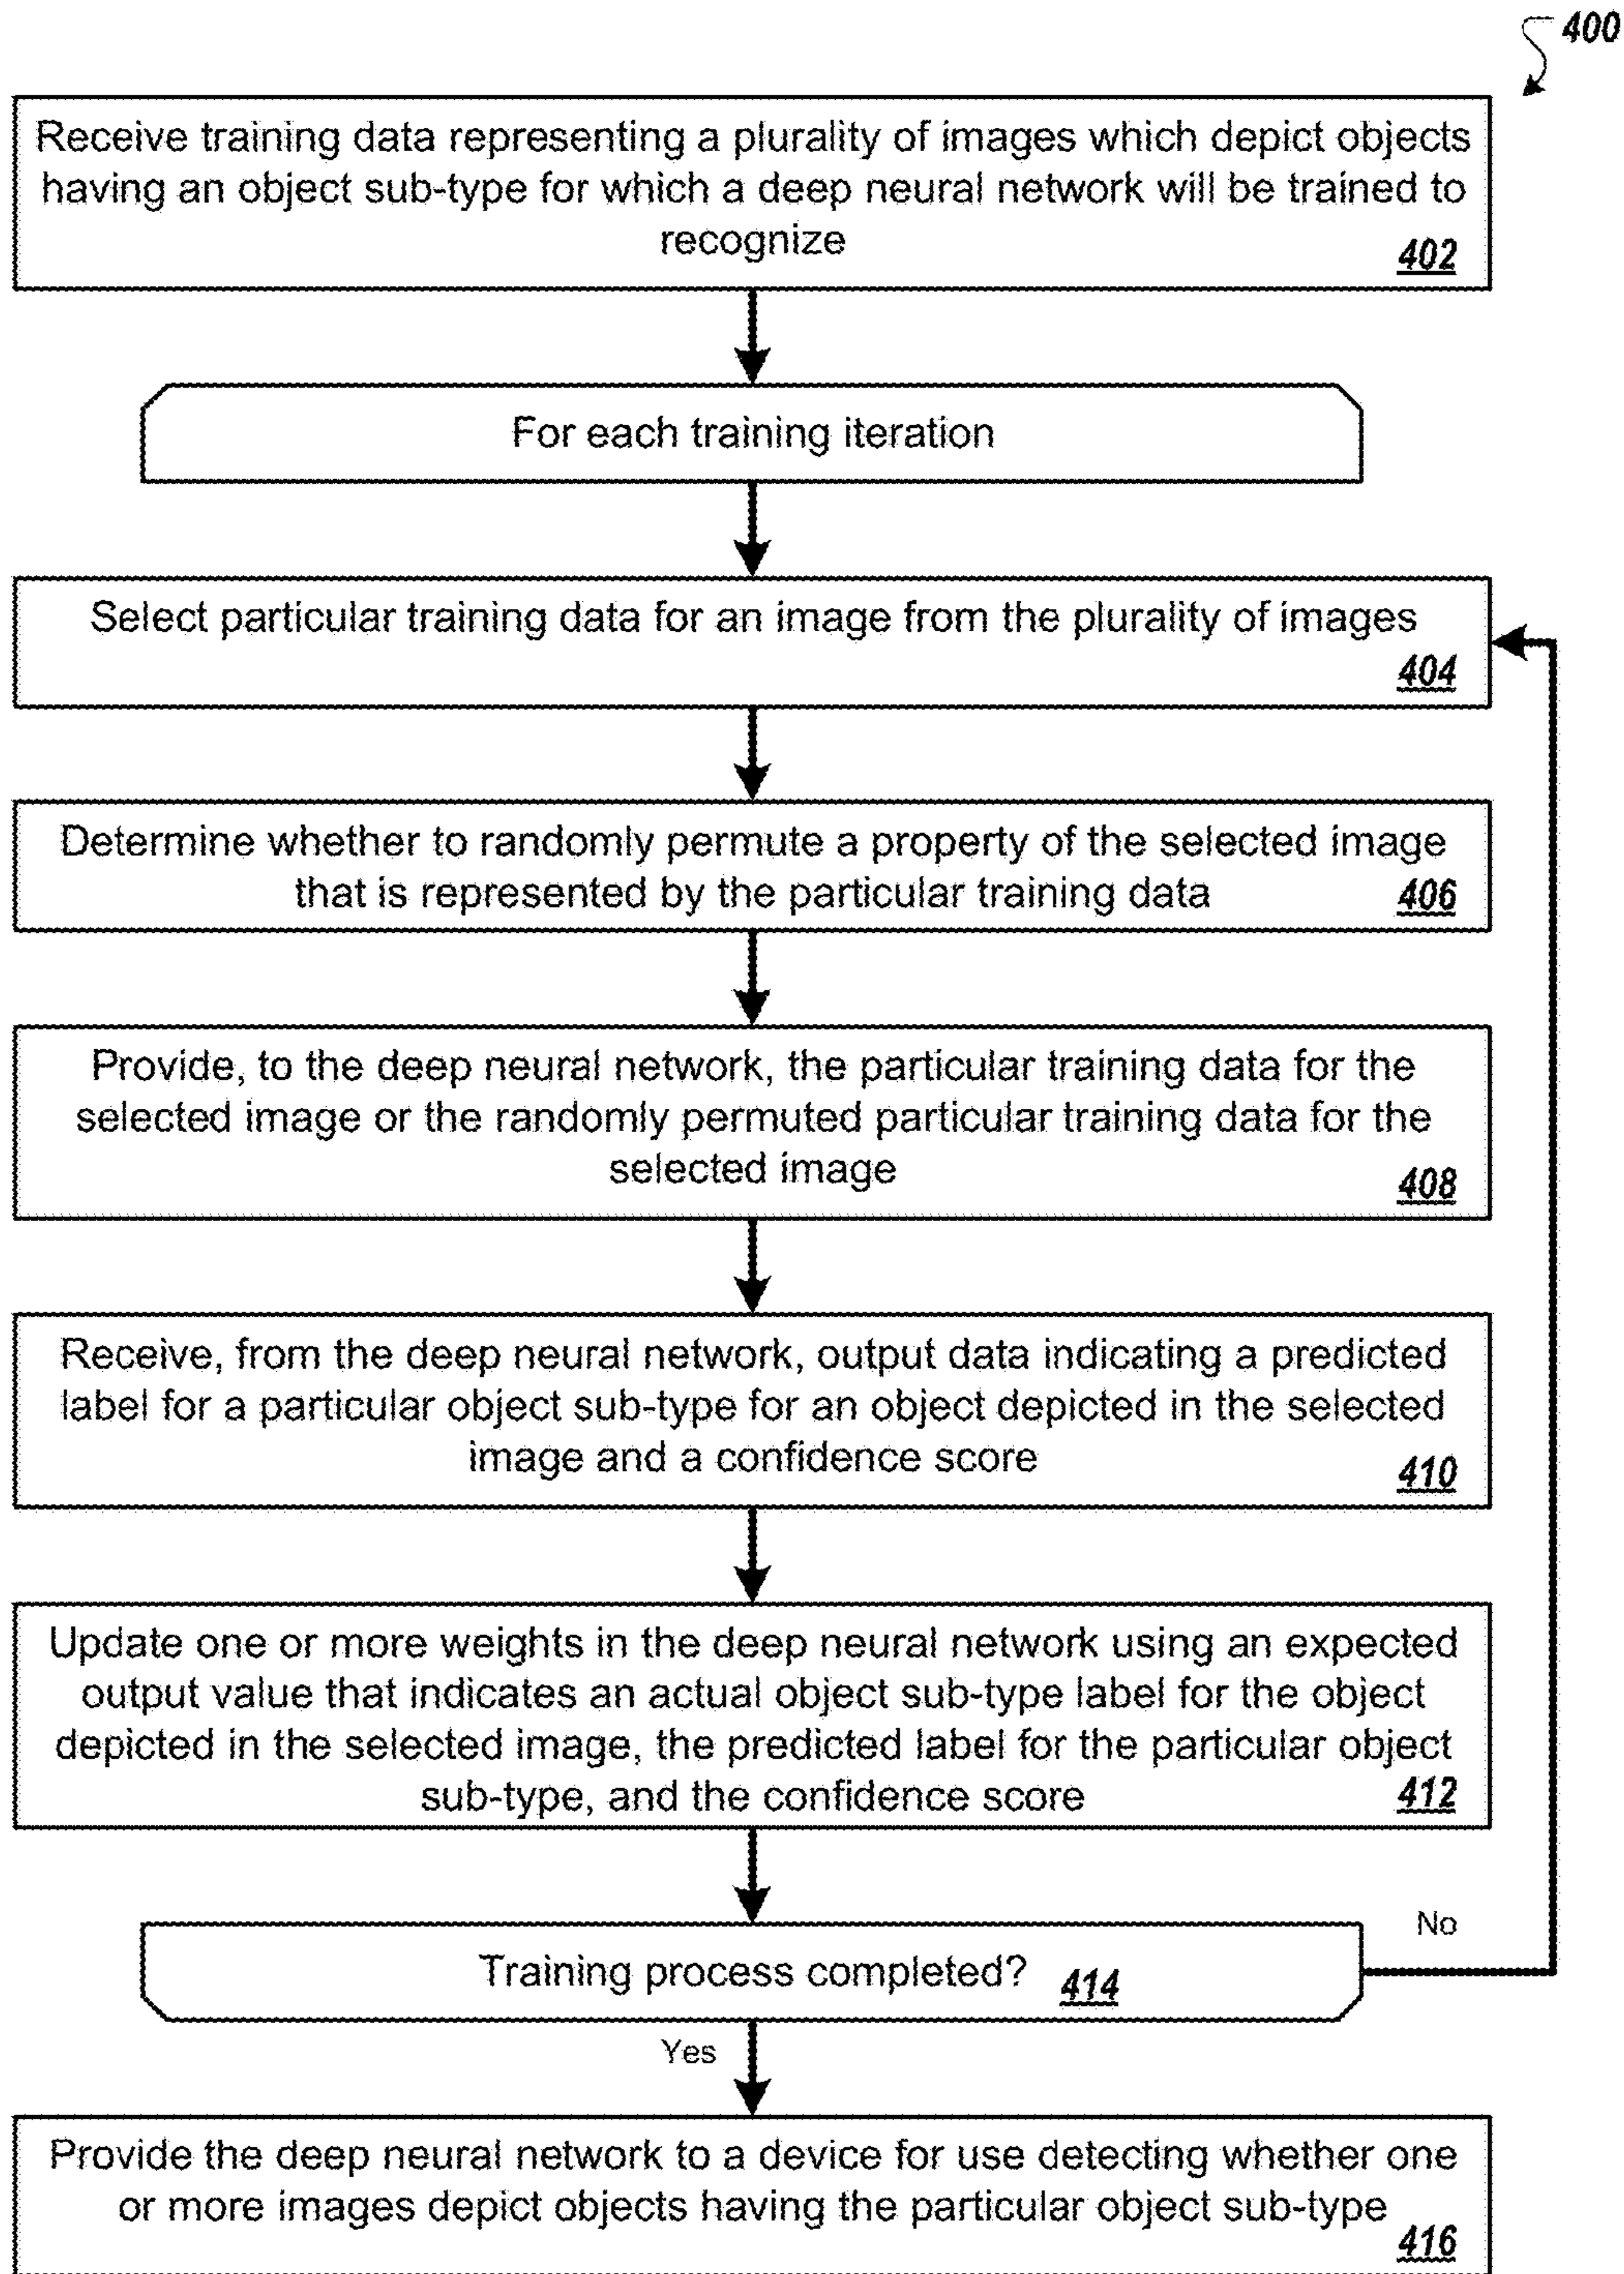 400
Receive training data representing a plurality of images which depict objects
having an object sub-type for which a deep neural network will be trained to
recognize
402
For each training iteration
Select particular training data for an image from the plurality of images
404
Determine whether to randomly permute a property of the selected image
that is represented by the particular training data
406
Provide, to the deep neural network, the particular training data for the
selected image or the randomly permuted particular training data for the
selected image
408
Receive, from the deep neural network, output data indicating a predicted
label for a particular object sub-type for an object depicted in the selected
image and a confidence score
410
Update one or more weights in the deep neural network using an expected
output value that indicates an actual object sub-type label for the object
depicted in the selected image, the predicted label for the particular object
sub-type, and the confidence score
412
Training process completed? 414
No
Yes
Provide the deep neural network to a device for use detecting whether one
or more images depict objects having the particular object sub-type
416